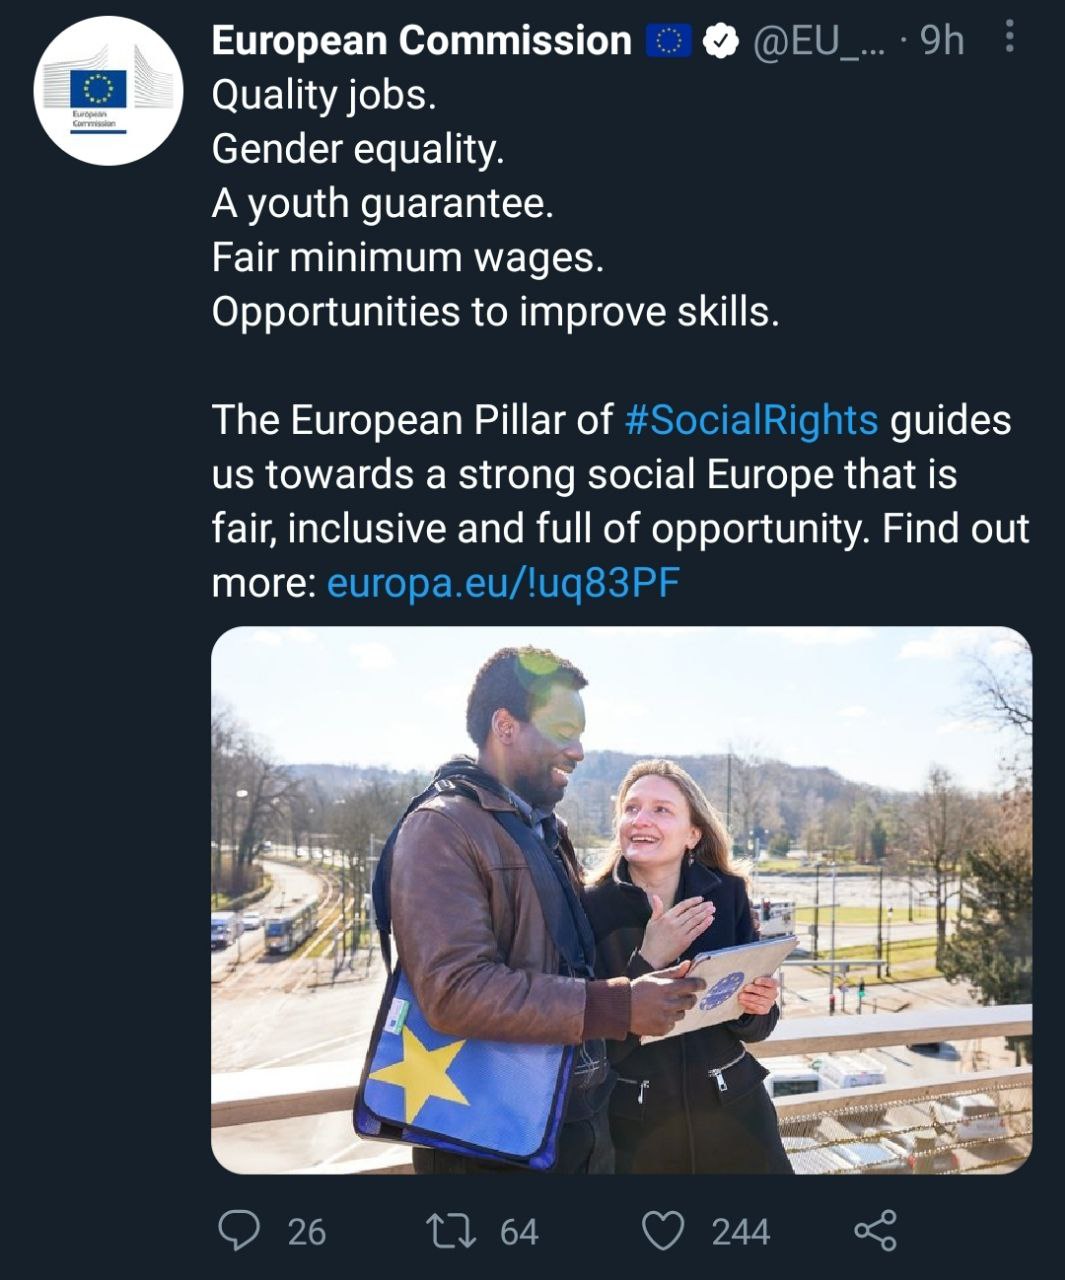 European Commission @EU_... · 9h
European
Commission
Quality jobs.
Gender equality.
A youth guarantee.
Fair minimum wages.
Opportunities to improve skills.
The European Pillar of #SocialRights guides
us towards a strong social Europe that is
fair, inclusive and full of opportunity. Find out
more: europa.eu/!uq83PF
26 64 244